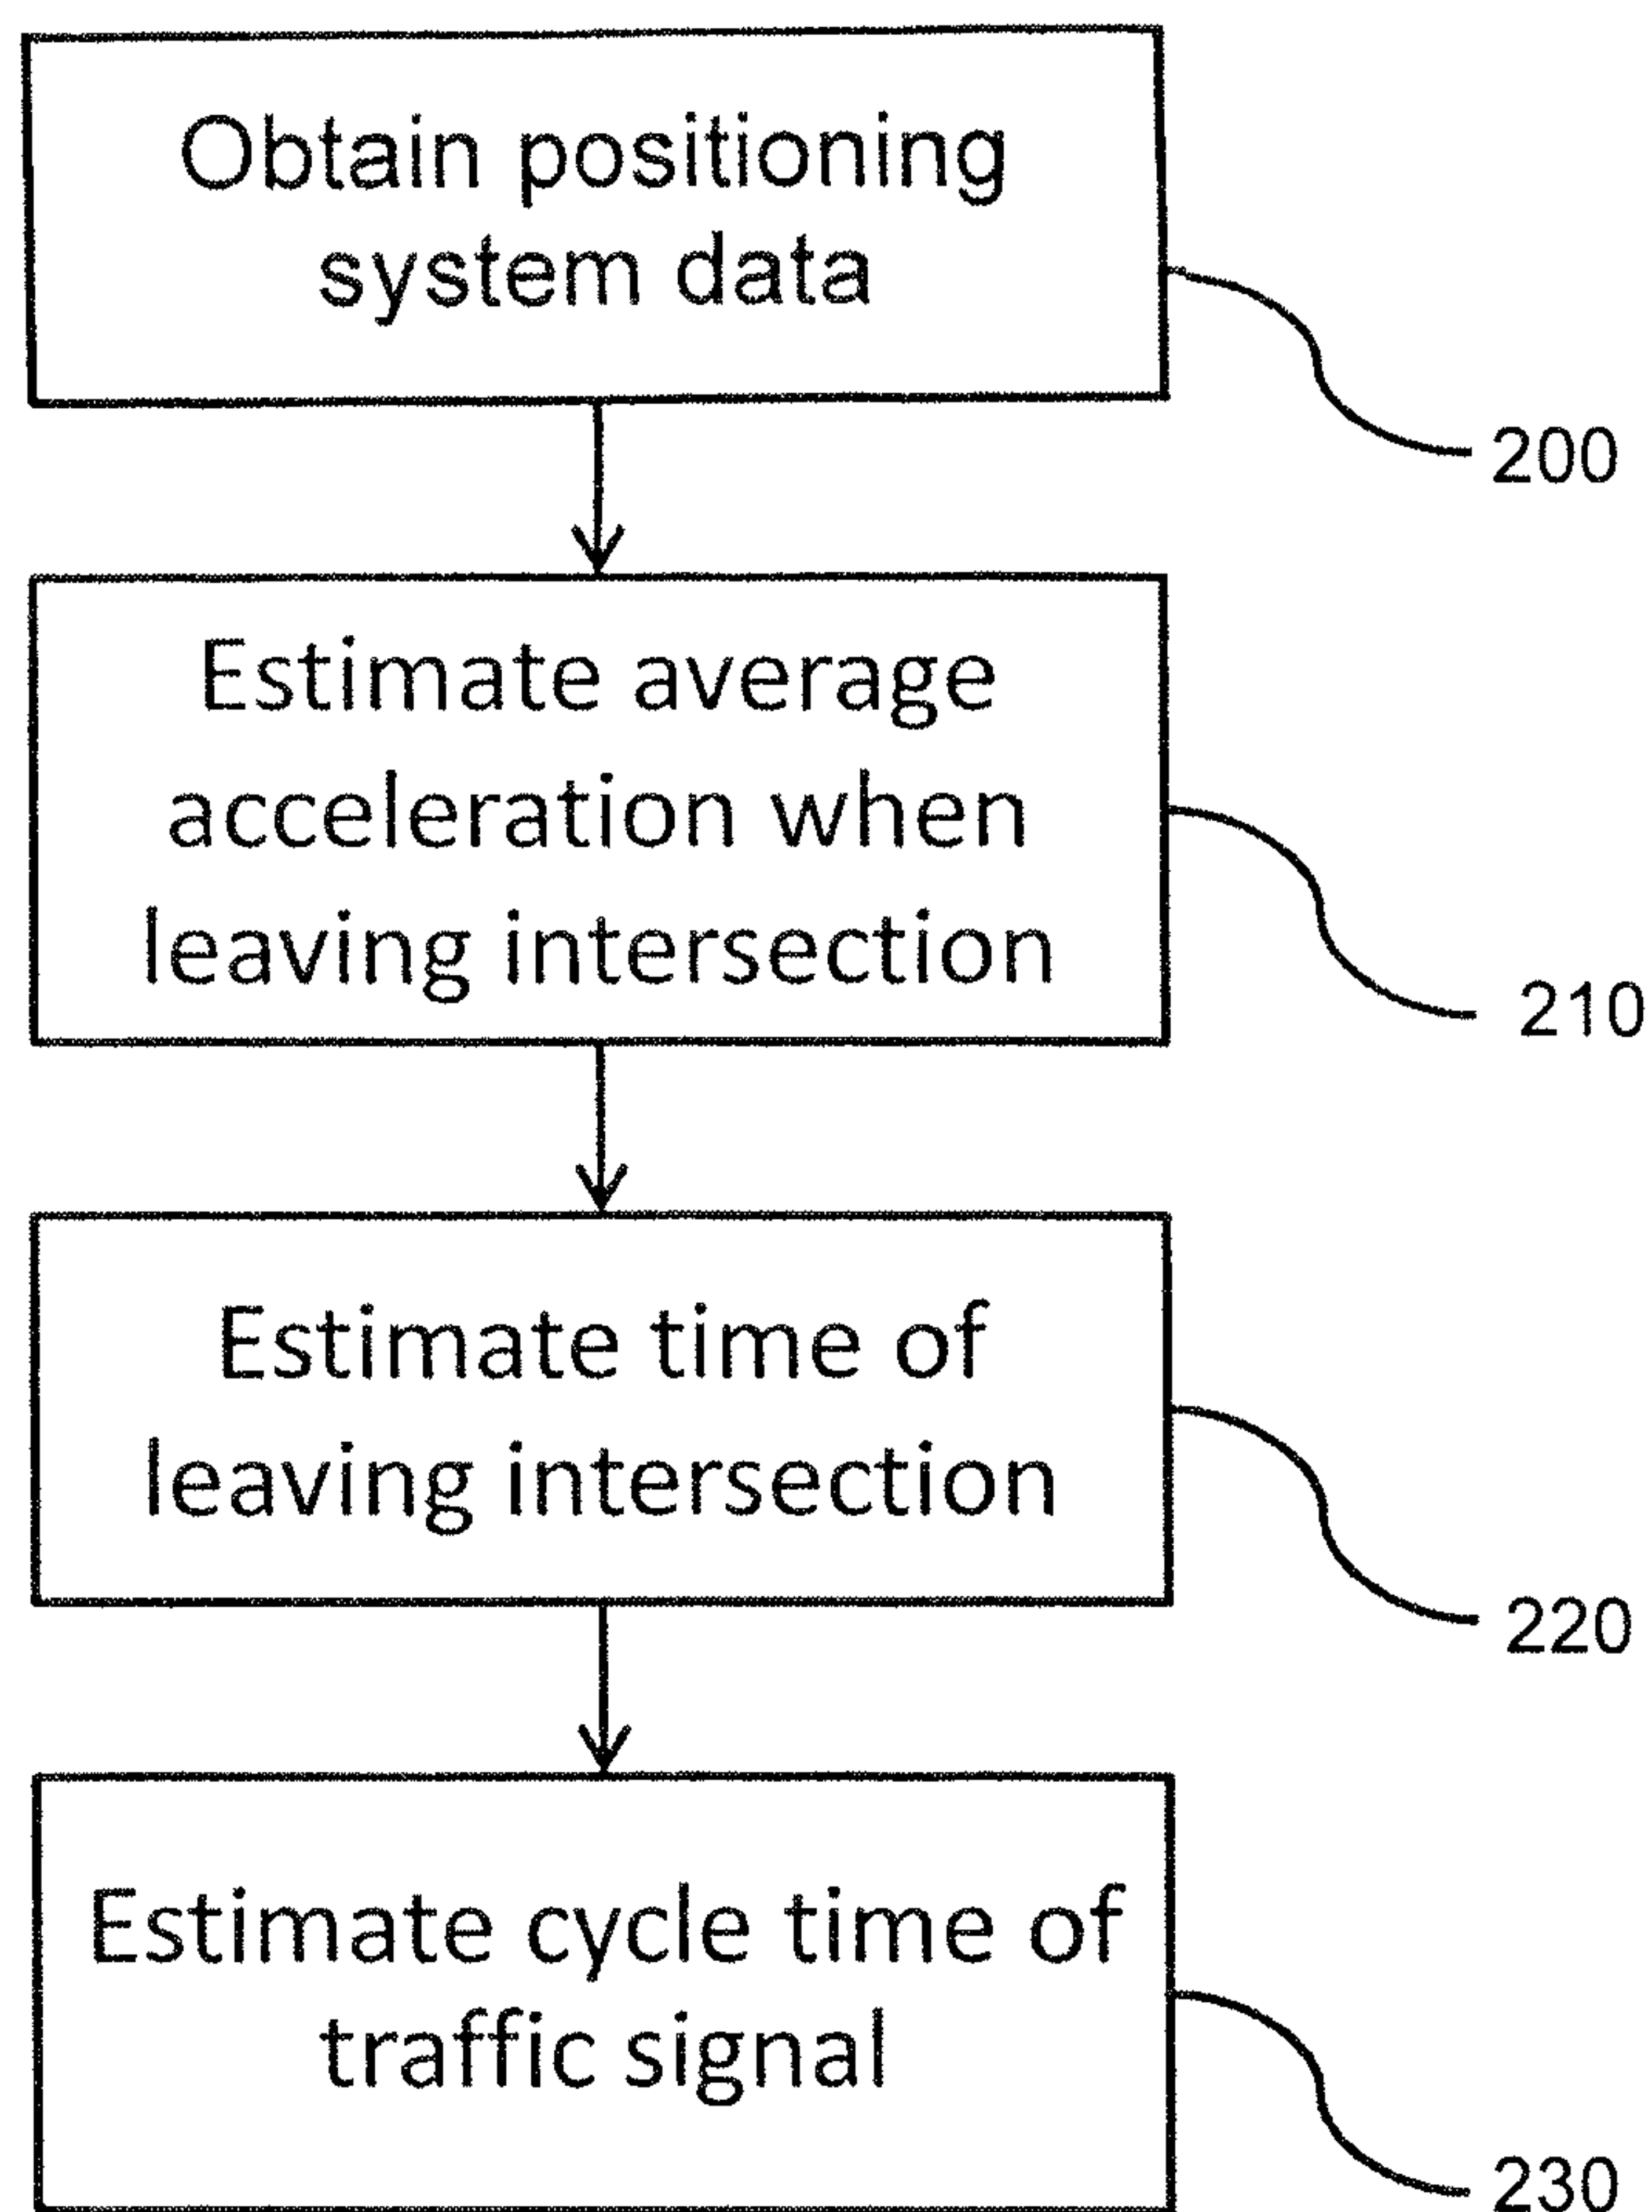 Obtain positioning
system data
200
Estimate average
acceleration when
leaving intersection
210
Estimate time of
leaving intersection
220
Estimate cycle time of
traffic signal
230